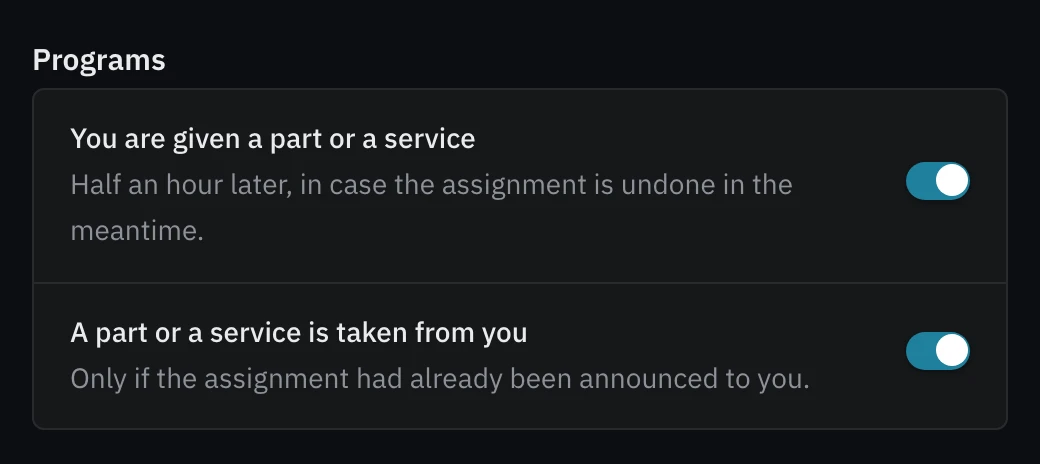 Programs
You are given a part or a service
Half an hour later, in case the assignment is undone in the
meantime.
A part or a service is taken from you
Only if the assignment had already been announced to you.